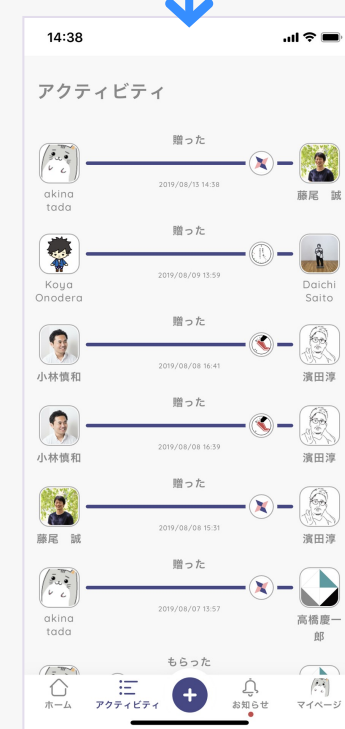 14:38
アクティビティ
贈った
2019/08/13 14:38
akina
tada
藤尾　誠
贈った
2019/08/09 13:59
Koya
Onodera
Daichi
Saito
贈った
2019/08/08 16:41
小林慎和
濱田淳
贈った
2019/08/08 16:39
小林慎和
濱田淳
贈った
2019/08/08 15:31
藤尾　誠
濱田淳
贈った
2019/08/07 13:57
akina
tada
高橋慶一
郎
もらった
ホーム
アクティビティ
お知らせ
マイページ